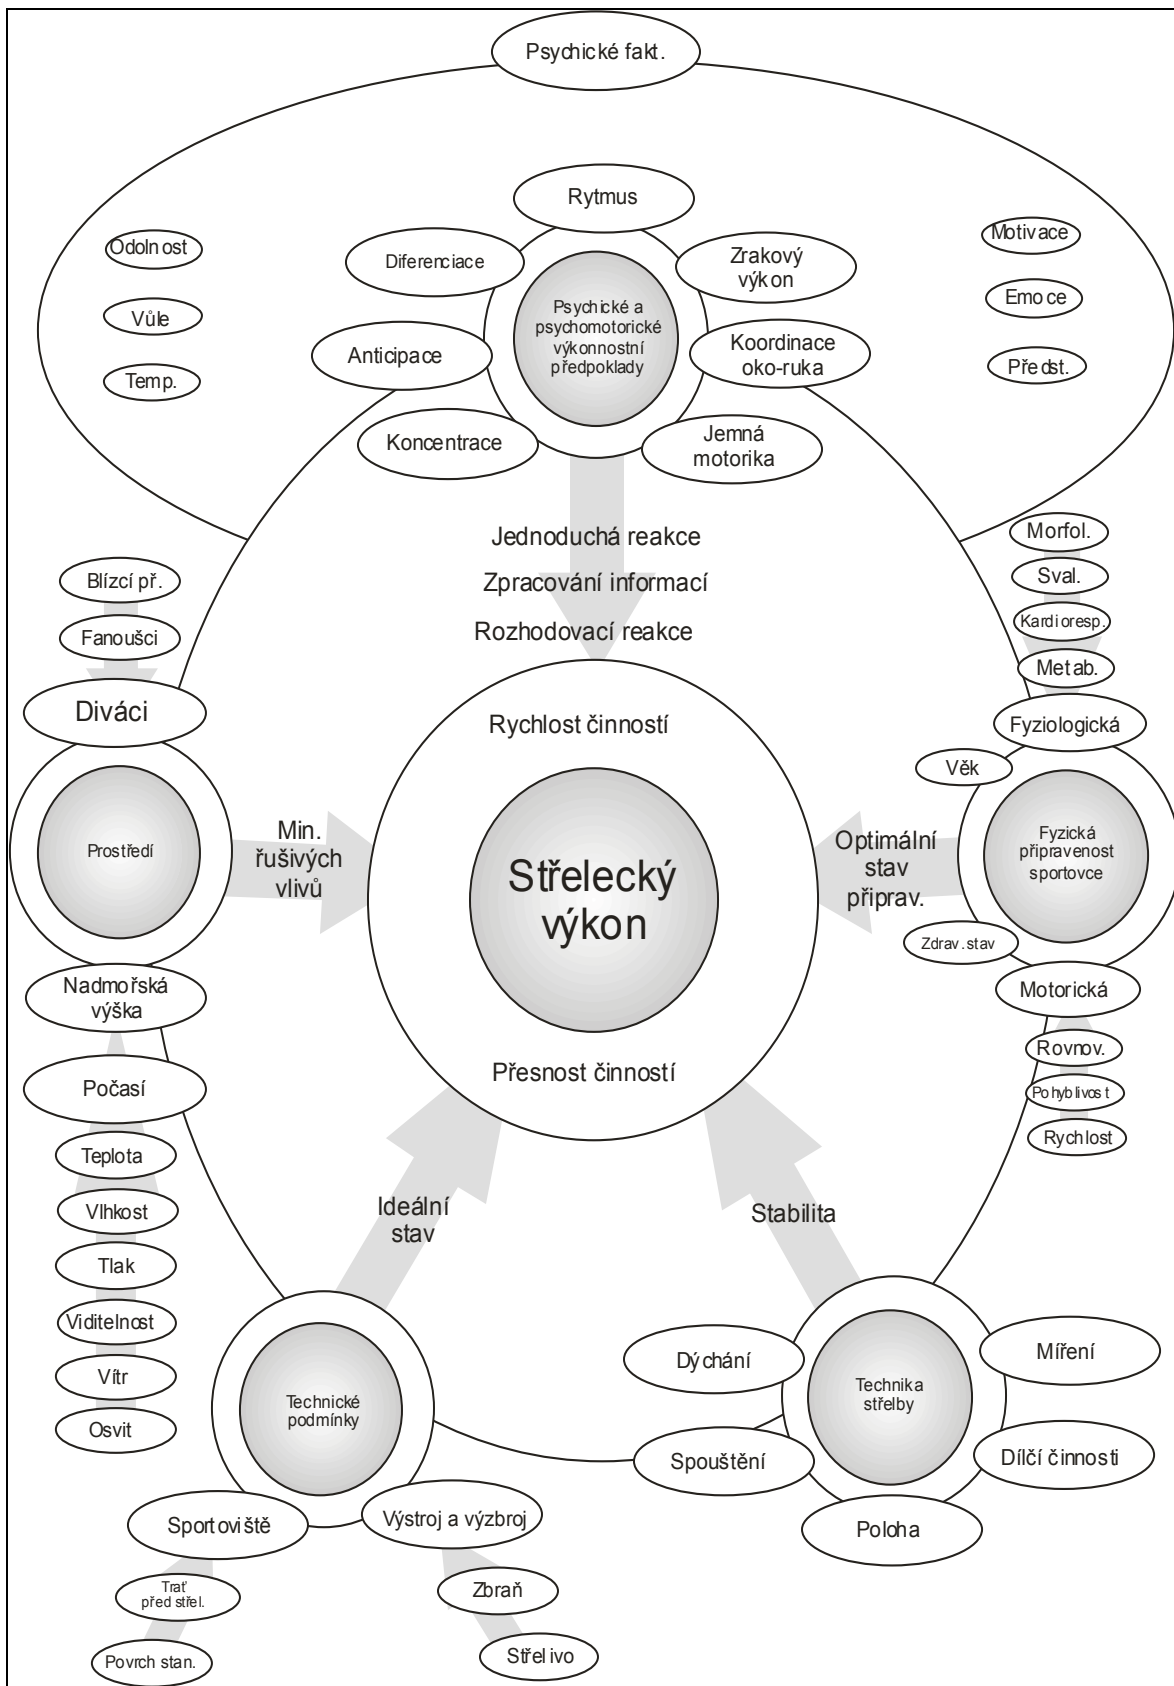 Psychické fakt.
Rytmus
Odolnost
Diferenciace
Zrakový
výkon
Motivace
Vůle
Psychické a
psychomotorické
výkonnostní
předpoklady
Emoce
Temp.
Anticipace
Koordinace
oko-ruka
Předst.
Koncentrace
Jemná
motorika
Jednoduchá reakce
Zpracování informací
Rozhodovací reakce
Blízcí př.
Fanoušci
Diváci
Morfol.
Sval.
Kardioresp.
Metab.
Fyziologická
Rychlost činností
Věk
Prostředí
Min.
řušivých
vlivů
Střelecký
výkon
Optimální
stav
připrav.
Fyzická
připravenost
sportovce
Zdrav.stav
Nadmořská
výška
Motorická
Přesnost činností
Rovnov.
Pohyblivost
Rychlost
Počasí
Teplota
Vlhkost
Tlak
Viditelnost
Vítr
Osvit
Ideální
stav
Stabilita
Technické
podmínky
Dýchání
Technika
střelby
Míření
Spouštění
Dílčí činnosti
Poloha
Sportoviště
Výstroj a výzbroj
Trať
před střel.
Zbraň
Povrch stan.
Střelivo